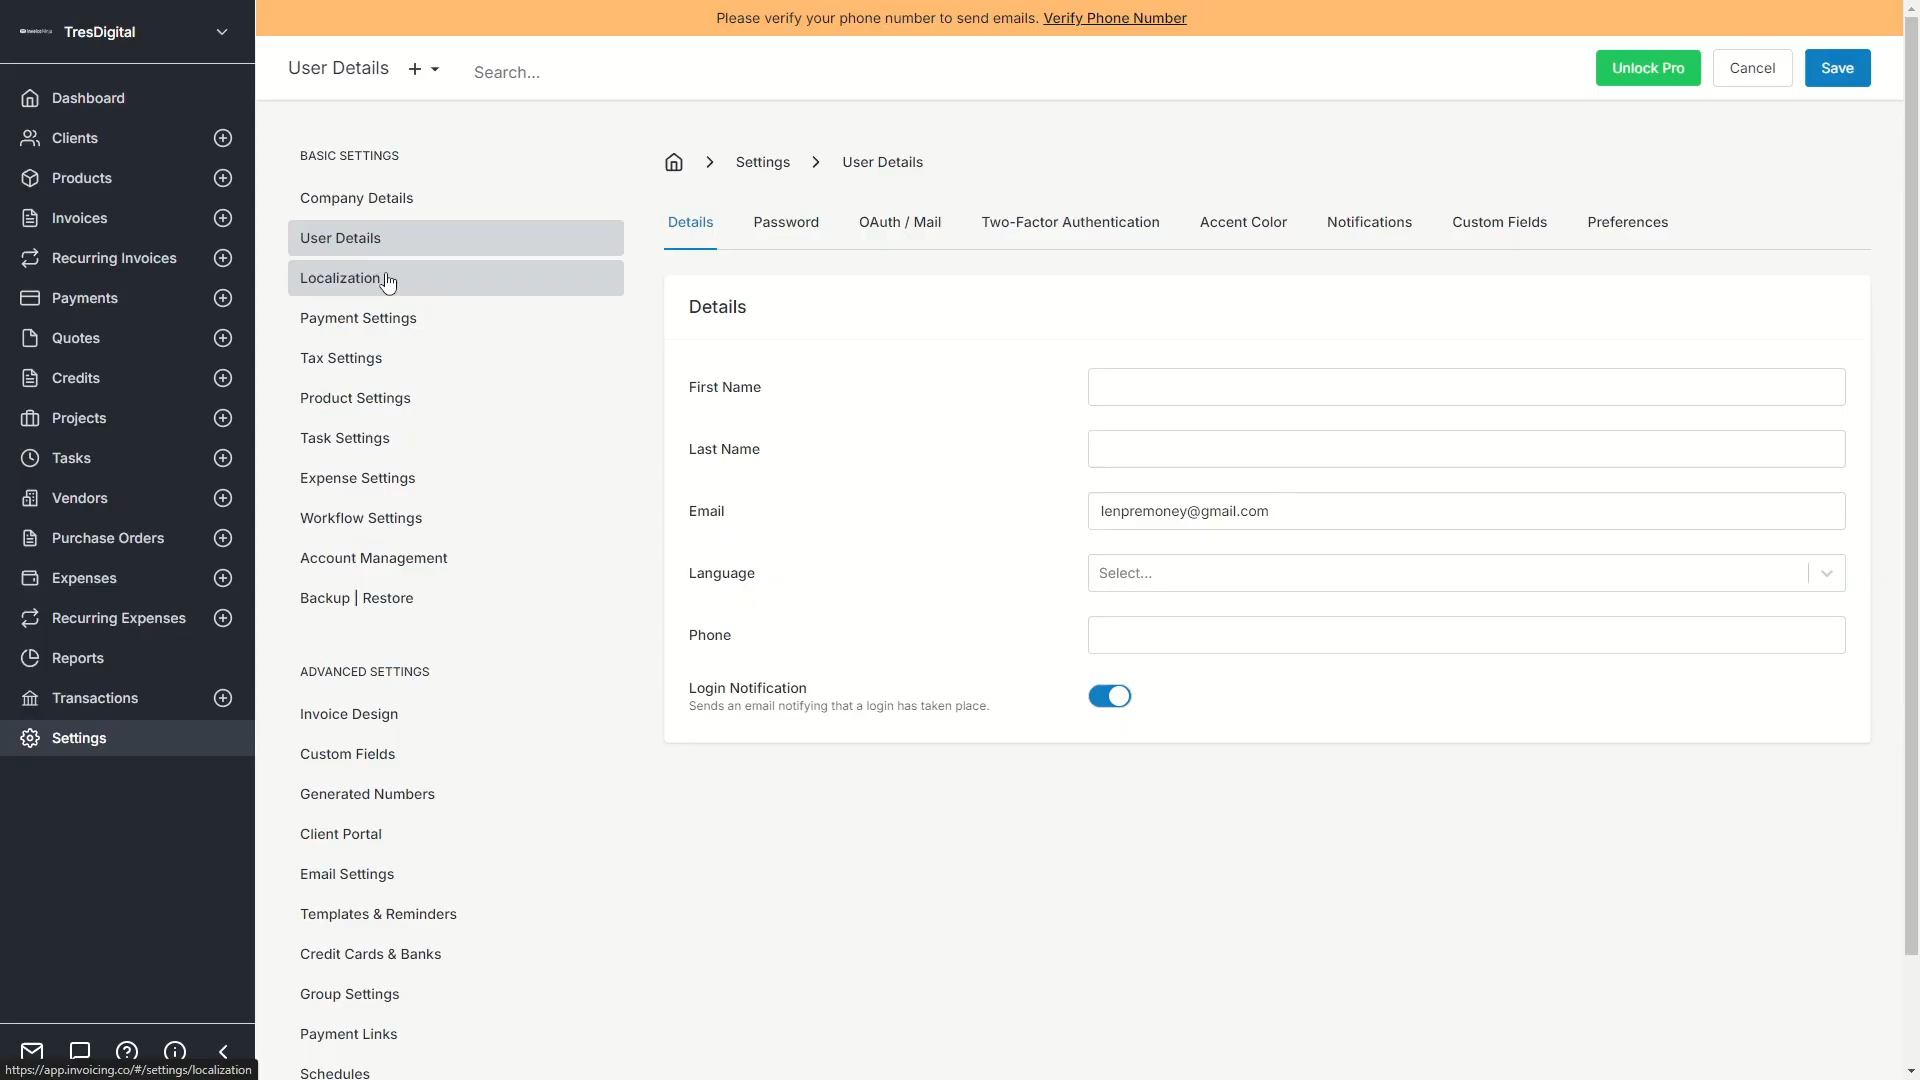 Please verify your phone number to send emails. Verify Phone Number
TresDigital
User Details
Search...
Unlock Pro
Cancel
Save
Dashboard
Clients
Products
Invoices
Recurring Invoices
Payments
Quotes
Credits
Projects
Tasks
Vendors
Purchase Orders
Expenses
Recurring Expenses
Reports
Transactions
Settings
https://app.invoicing.co/#/settings/localization
BASIC SETTINGS
Company Details
User Details
Localization
Payment Settings
Tax Settings
Product Settings
Task Settings
Expense Settings
Workflow Settings
Account Management
Backup | Restore
ADVANCED SETTINGS
Invoice Design
Custom Fields
Generated Numbers
Client Portal
Email Settings
Templates & Reminders
Credit Cards & Banks
Group Settings
Payment Links
Schedules
Settings
User Details
Details
Password
OAuth / Mail
Two-Factor Authentication
Accent Color
Notifications
Custom Fields
Preferences
Details
First Name
Last Name
Email
lenpremoney@gmail.com
Language
Select...
Phone
Login Notification
Sends an email notifying that a login has taken place.